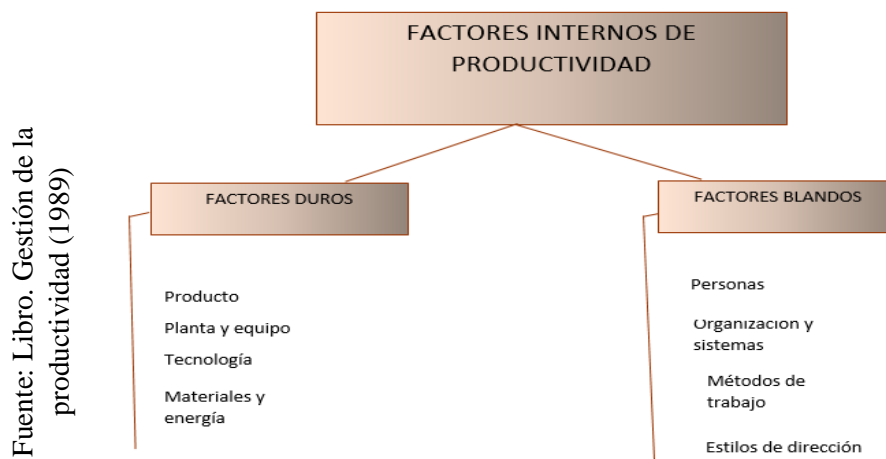 FACTORES INTERNOS DE
PRODUCTIVIDAD
FACTORES DUROS
FACTORES BLANDOS
Producto
Planta y equipo
Tecnología
Materiales y
energía
Personas
Organización y
sistemas
Métodos de
trabajo
Estilos de dirección
Fuente: Libro. Gestión de la
productividad (1989)